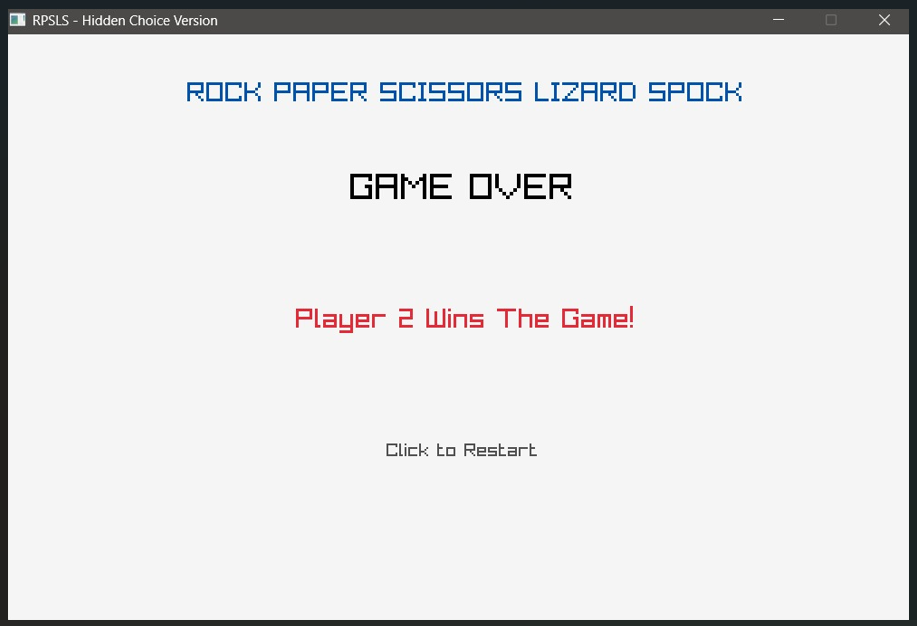 RPSLS - Hidden Choice Version
ROCK PAPER SCISSORS LIZARD SPOCK
GAME OVER
Player 2 Wins The Game!
Click to Restart